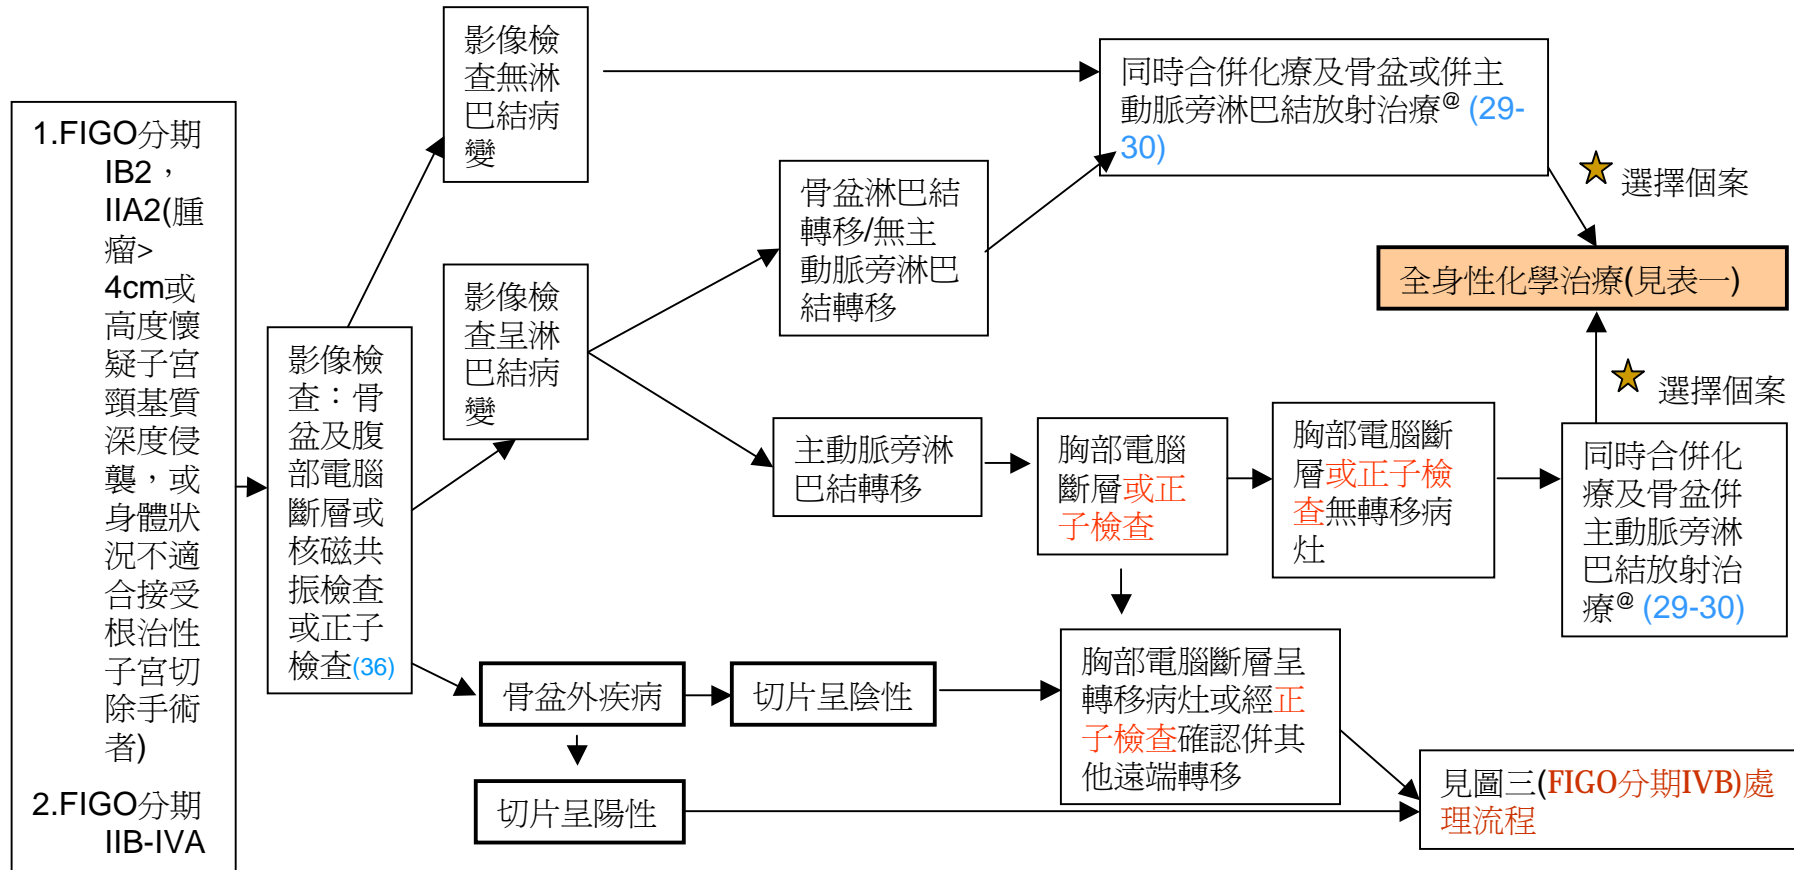 1.FIGO分期
IB2，
IIA2(腫
瘤>
4cm或
高度懷
疑子宮
頸基質
深度侵
襲，或
身體狀
況不適
合接受
根治性
子宮切
除手術
者)
2.FIGO分期
IIB-IVA
影像檢
查：骨
盆及腹
部電腦
斷層或
核磁共
振檢查
或正子
檢查(36)
影像檢
查無淋
巴結病
變
影像檢
查呈淋
巴結病
變
骨盆淋巴結
轉移/無主
動脈旁淋巴
結轉移
主動脈旁淋
巴結轉移
同時合併化療及骨盆或併主
動脈旁淋巴結放射治療@ (29-
30)
選擇個案
全身性化學治療(見表一)
選擇個案
胸部電腦
斷層或正
子檢查
胸部電腦斷
層或正子檢
查無轉移病
灶
同時合併化
療及骨盆併
主動脈旁淋
巴結放射治
療@ (29-30)
骨盆外疾病
切片呈陰性
切片呈陽性
胸部電腦斷層呈
轉移病灶或經正
子檢查確認併其
他遠端轉移
見圖三(FIGO分期IVB)處
理流程